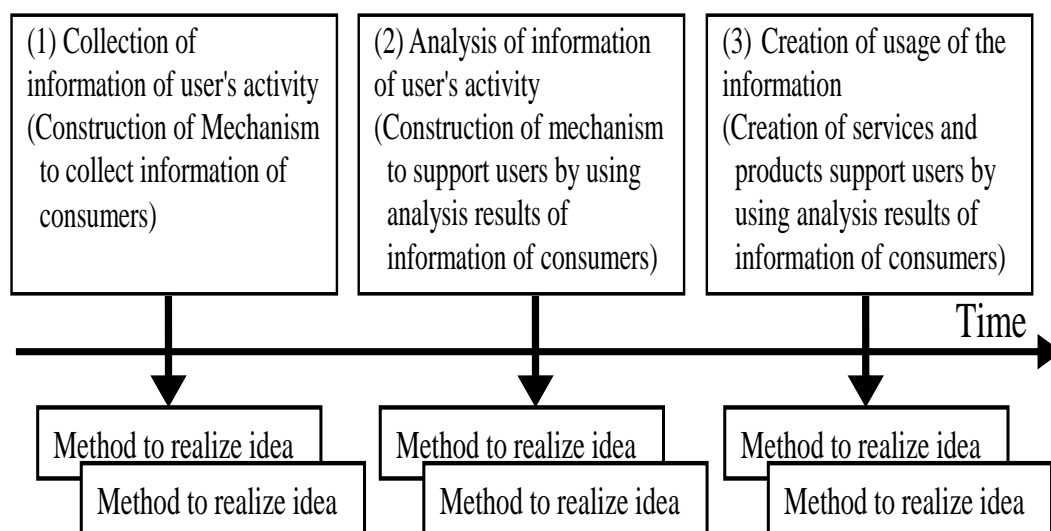 (1) Collection of
information of user's activity
(Construction of Mechanism
to collect information of
consumers)
(2) Analysis of information
of user's activity
(Construction of mechanism
to support users by using
analysis results of
information of consumers)
(3) Creation of usage of the
information
(Creation of services and
products support users by
using analysis results of
information of consumers)
Time
Method to realize idea
Method to realize idea
Method to realize idea
Method to realize idea
Method to realize idea
Method to realize idea